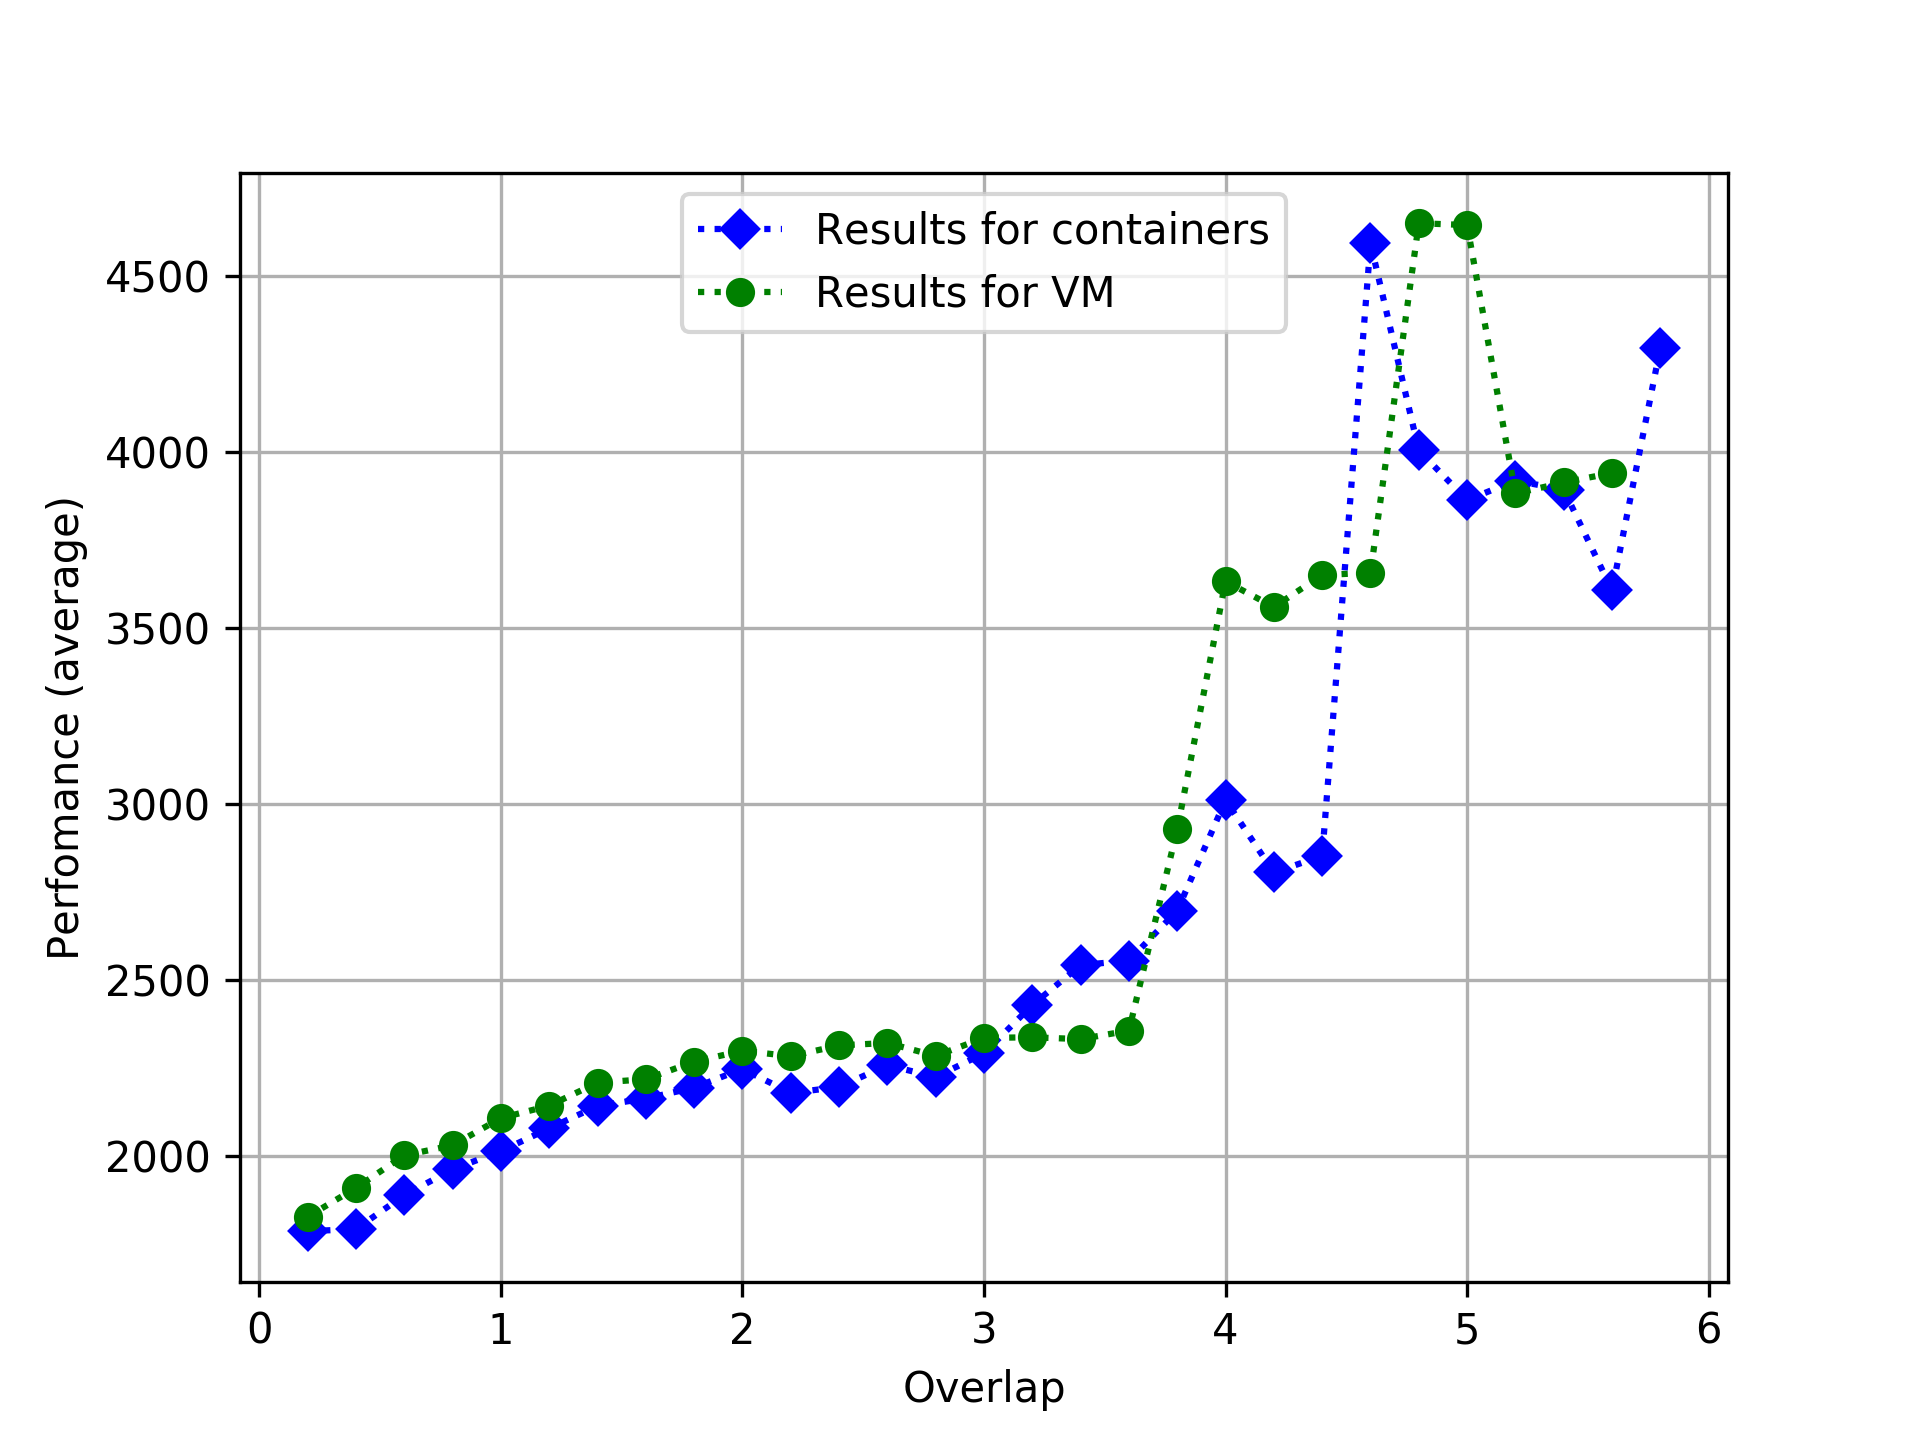 Results for containers
Results for VM
4500
4000
3500
3000
2500
2000
Perfomance (average)
0 1 2 3 4 5 6
Overlap